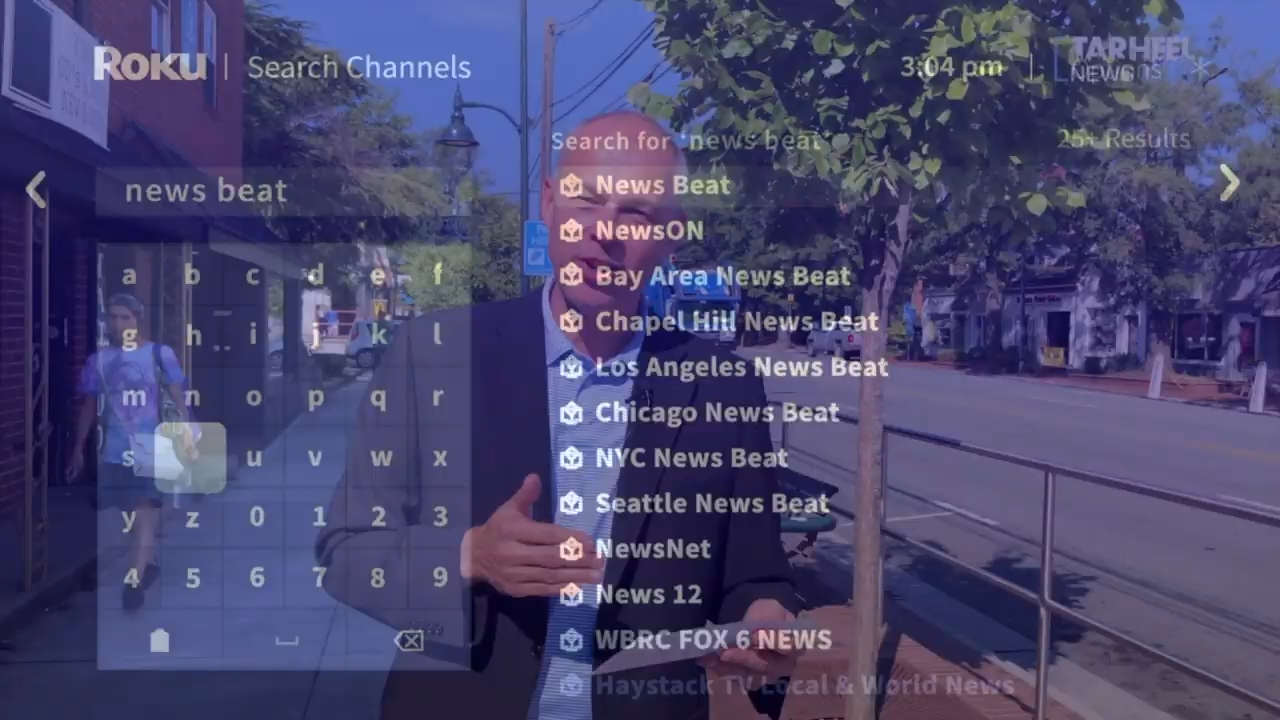 Roku | Search Channels
3:04 pm
TARHEEL
NEW
Search for 'news beat'
25+ Results
news beat
News Beat
NewsON
Bay Area News Beat
Chapel Hill News Beat
Los Angeles News Beat
Chicago News Beat
NYC News Beat
Seattle News Beat
NewsNet
News 12
WBRC FOX 6 NEWS
Haystack TV Local & World News
a b c d e f
g h i j k l
m n o p q r
s u v w x
y z 0 1 2 3
4 5 6 7 8 9